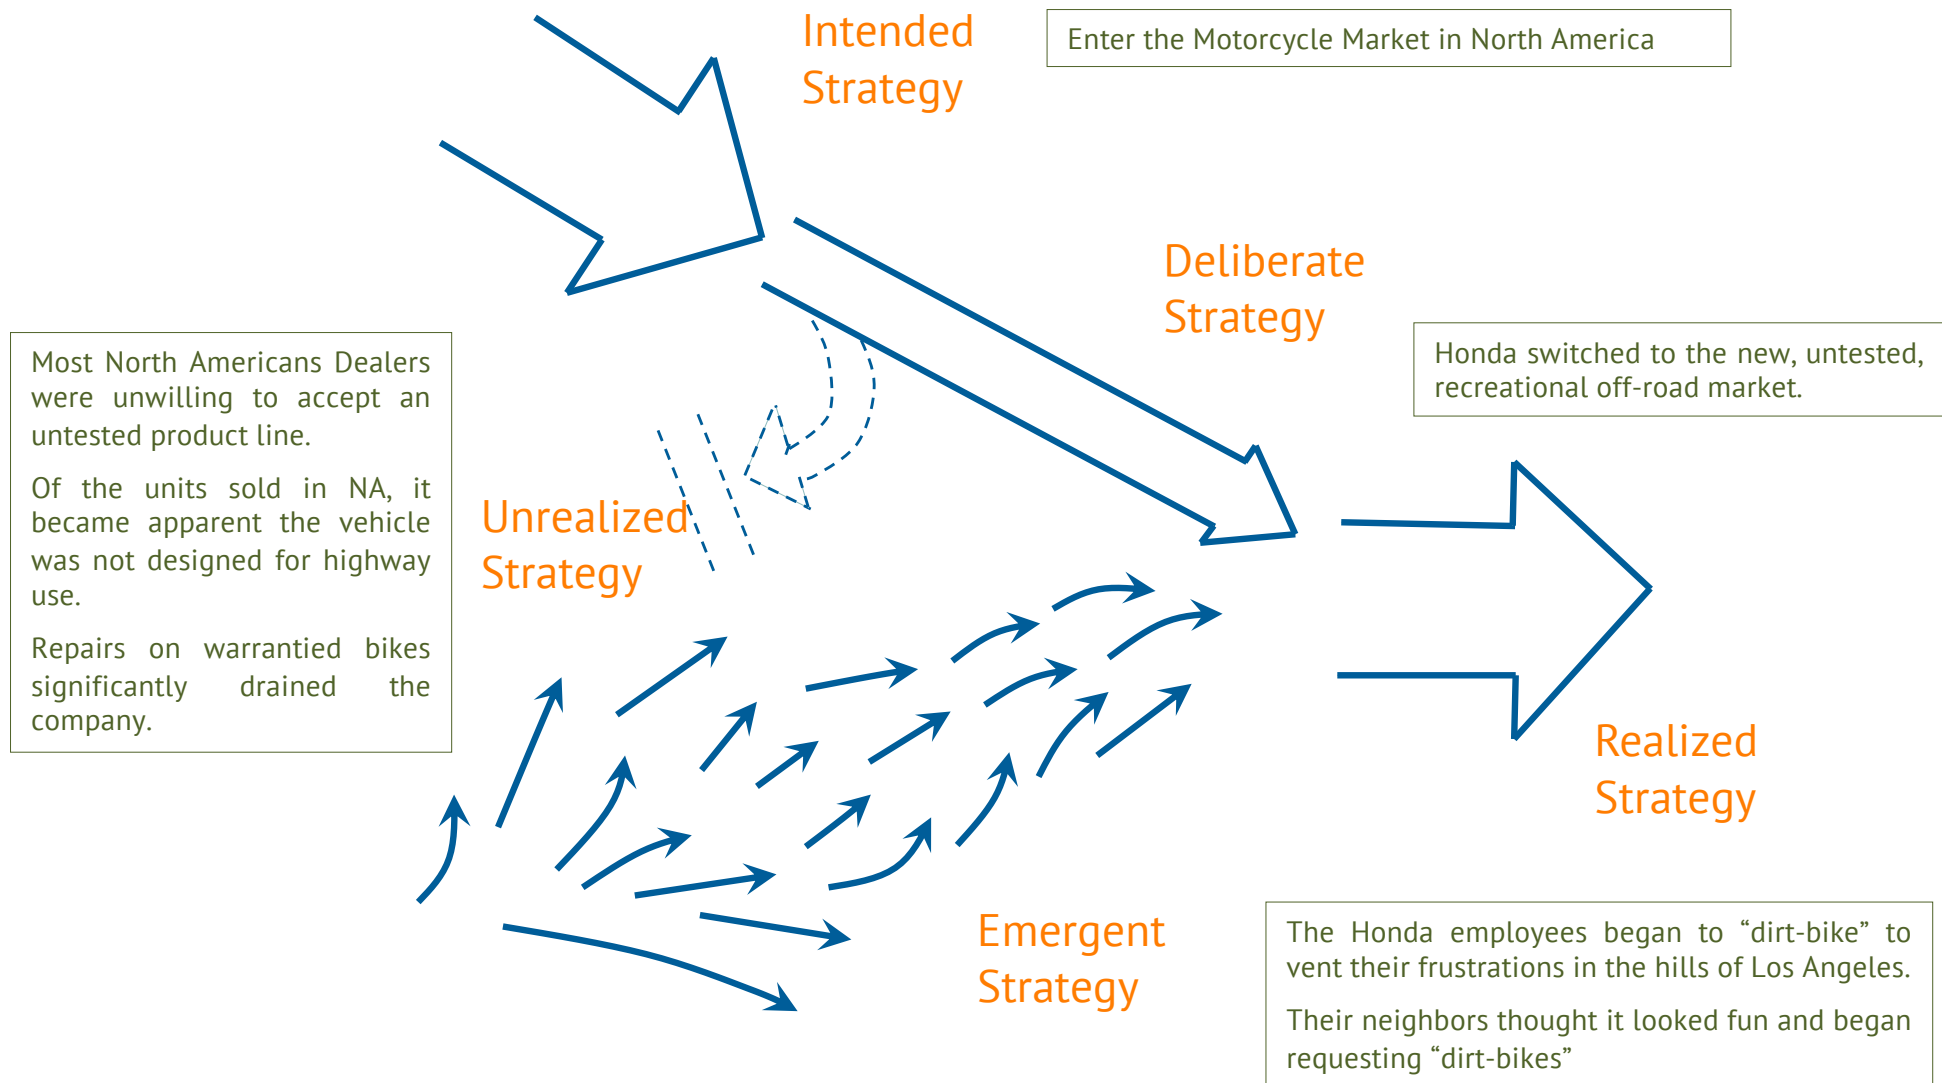 Intended
Strategy
Enter the Motorcycle Market in North America
Deliberate
Strategy
Honda switched to the new, untested,
recreational off-road market.
Most North Americans Dealers
were unwilling to accept an
untested product line.
Of the units sold in NA, it
became apparent the vehicle
was not designed for highway
use.
Repairs on warrantied bikes
significantly drained the
company.
Unrealized
Strategy
Realized
Strategy
Emergent
Strategy
The Honda employees began to “dirt-bike” to
vent their frustrations in the hills of Los Angeles.
Their neighbors thought it looked fun and began
requesting “dirt-bikes”